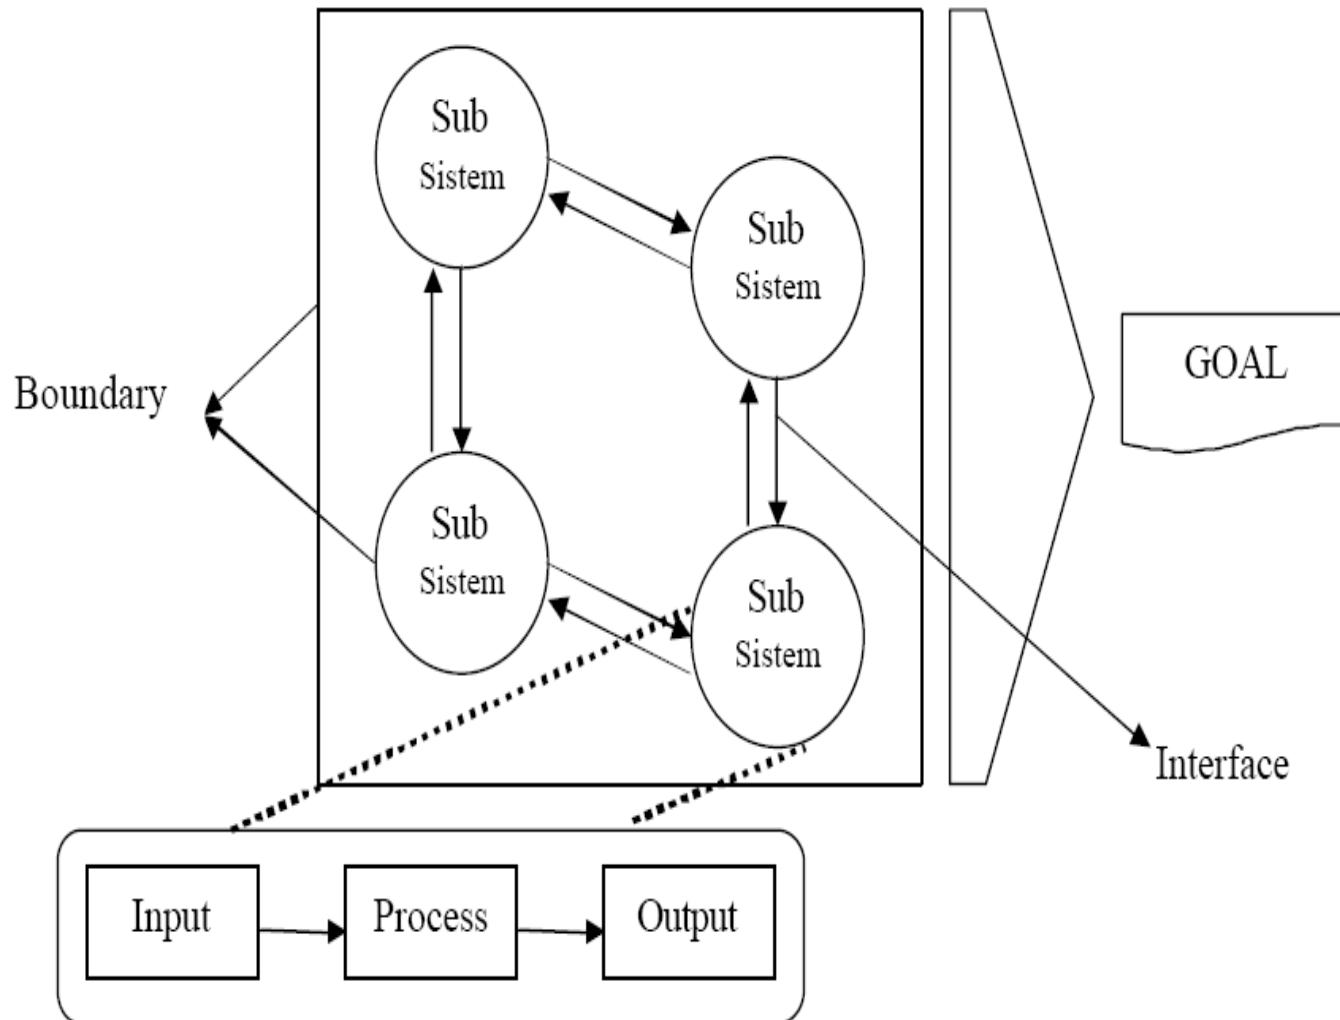 Sub
Sistem
Sub
Sistem
GOAL
Boundary
Sub
Sistem
Sub
Sistem
Interface
Input
Process
Output